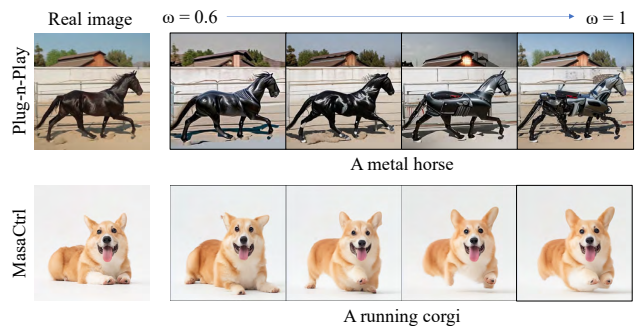 Real image
ω = 0.6
ω = 1
Plug-n-Play
A metal horse
MasaCtrl
A running corgi